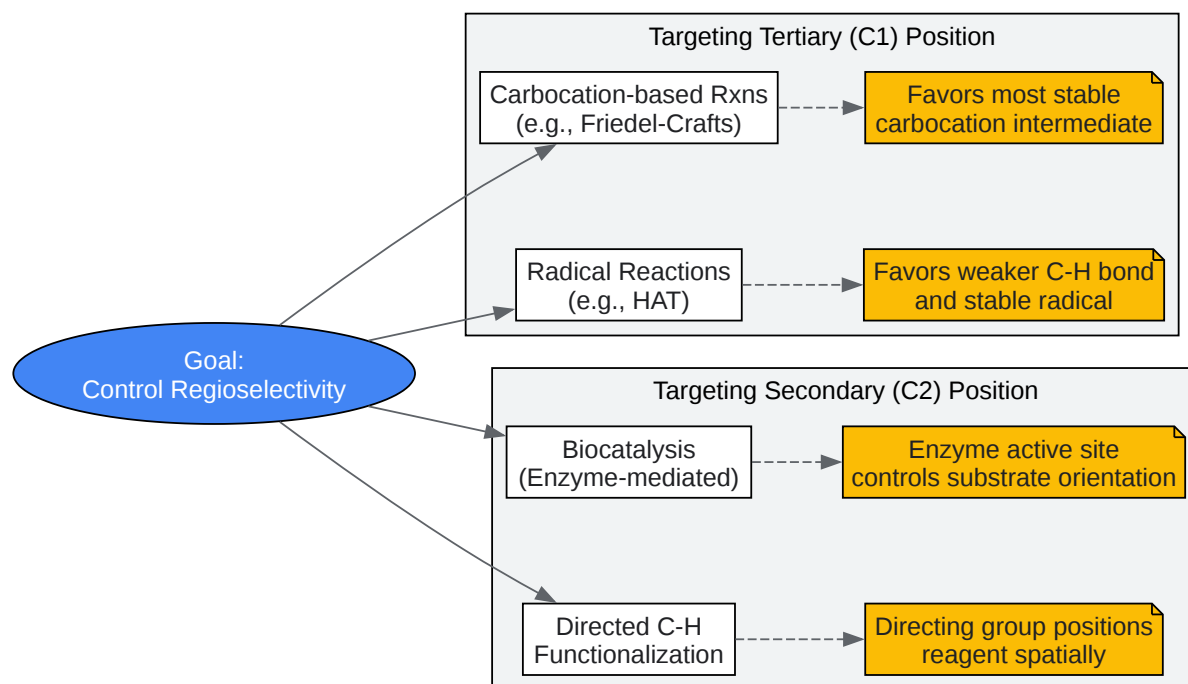 Targeting Tertiary (C1) Position
Carbocation-based Rxns
(e.g., Friedel-Crafts)
Favors most stable
carbocation intermediate
Radical Reactions
(e.g., HAT)
Favors weaker C-H bond
and stable radical
Goal:
Control Regioselectivity
Targeting Secondary (C2) Position
Biocatalysis
(Enzyme-mediated)
Enzyme active site
controls substrate orientation
Directed C-H
Functionalization
Directing group positions
reagent spatially